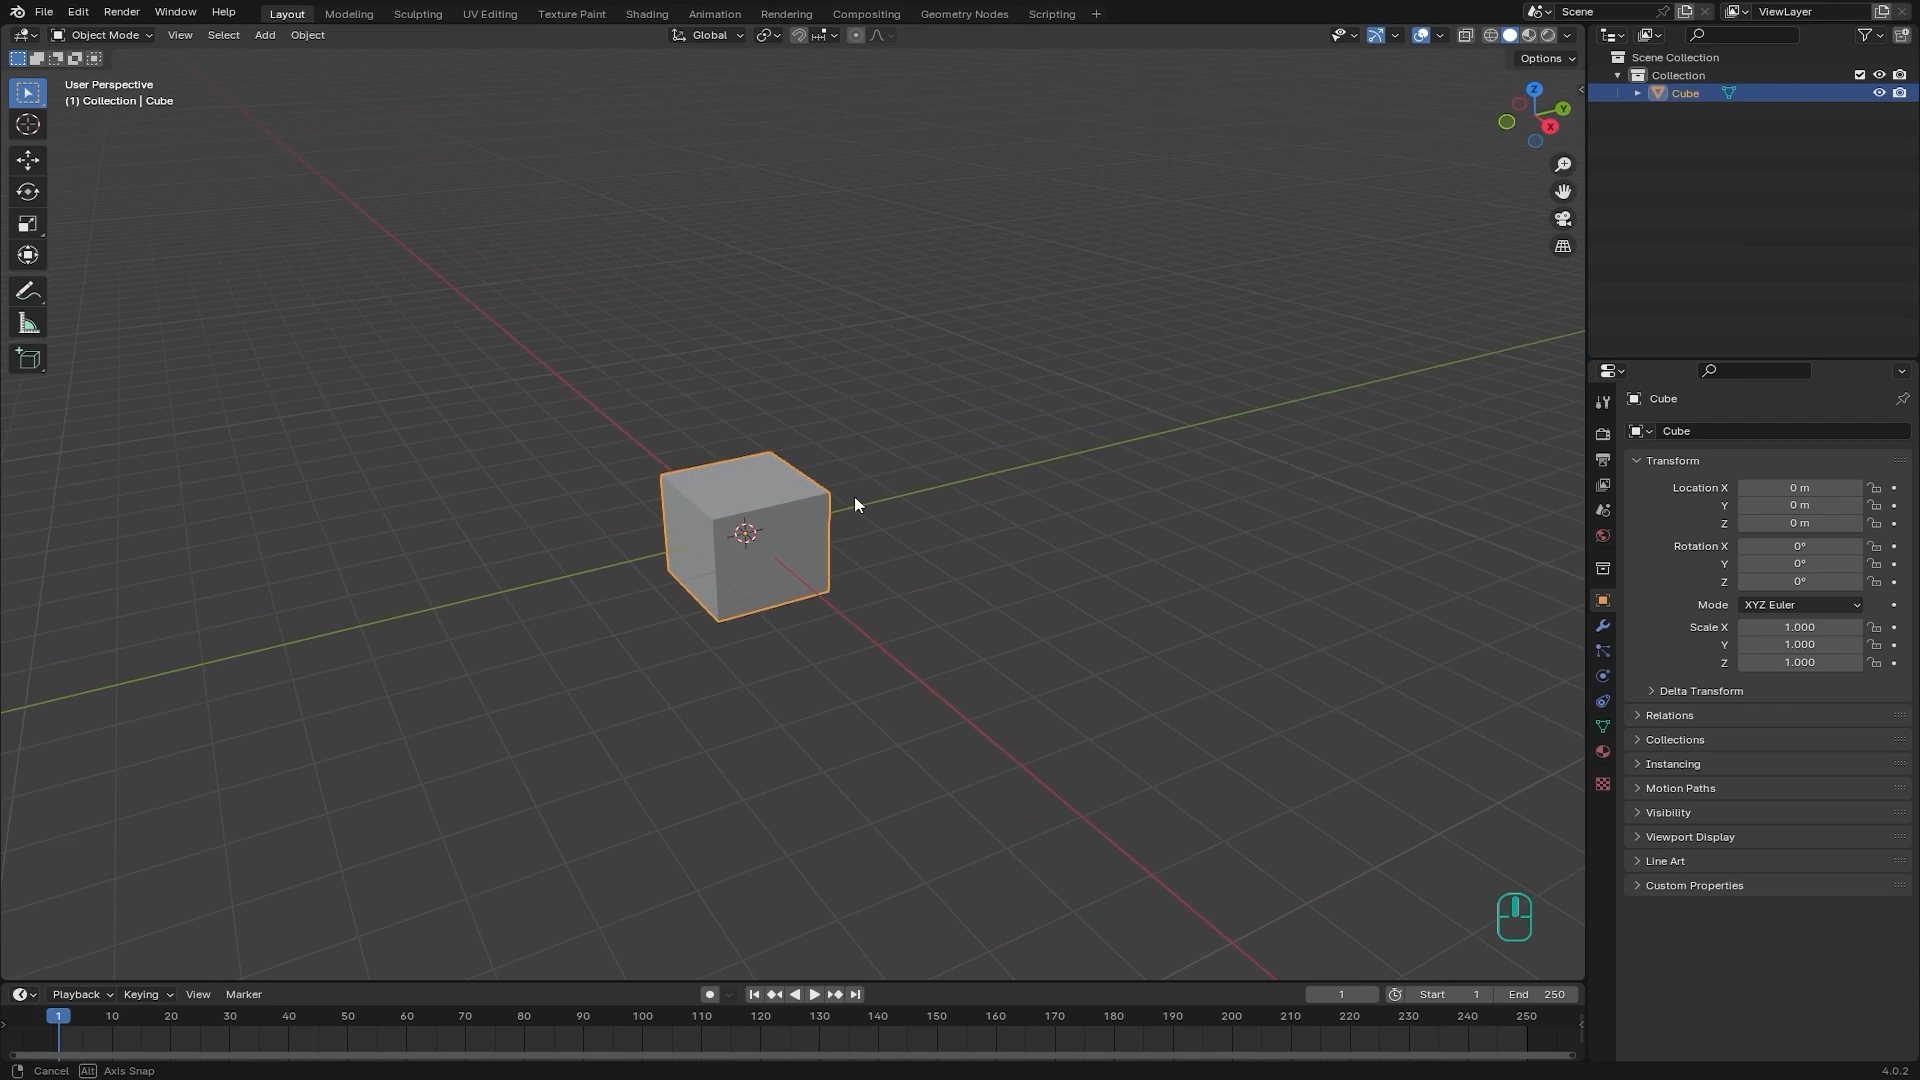 File Edit Render Window Help Layout Modeling Sculpting UV Editing Texture Paint Shading Animation Rendering Compositing Geometry Nodes Scripting + Scene ViewLayer
Object Mode View Select Add Object Global
Options
User Perspective
(1) Collection | Cube
Z
Y
X
Scene Collection
Collection
Cube
Cube
Cube
Transform
Location X 0 m
Y 0 m
Z 0 m
Rotation X 0°
Y 0°
Z 0°
Mode XYZ Euler
Scale X 1.000
Y 1.000
Z 1.000
Delta Transform
Relations
Collections
Instancing
Motion Paths
Visibility
Viewport Display
Line Art
Custom Properties
Playback Keying View Marker 1 Start 1 End 250
1 10 20 30 40 50 60 70 80 90 100 110 120 130 140 150 160 170 180 190 200 210 220 230 240 250
Cancel Alt Axis Snap 4.0.2